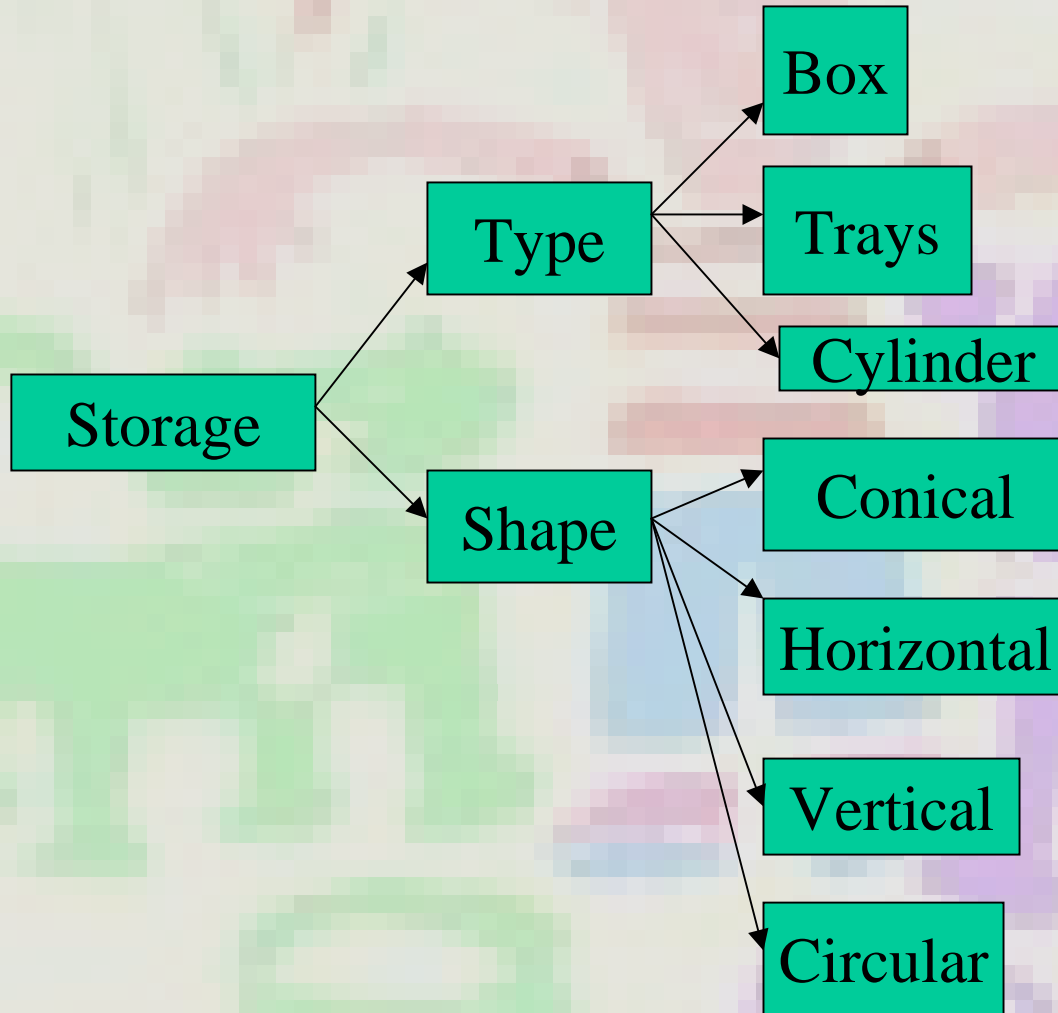 Storage
Type
Box
Trays
Cylinder
Shape
Conical
Horizontal
Vertical
Circular